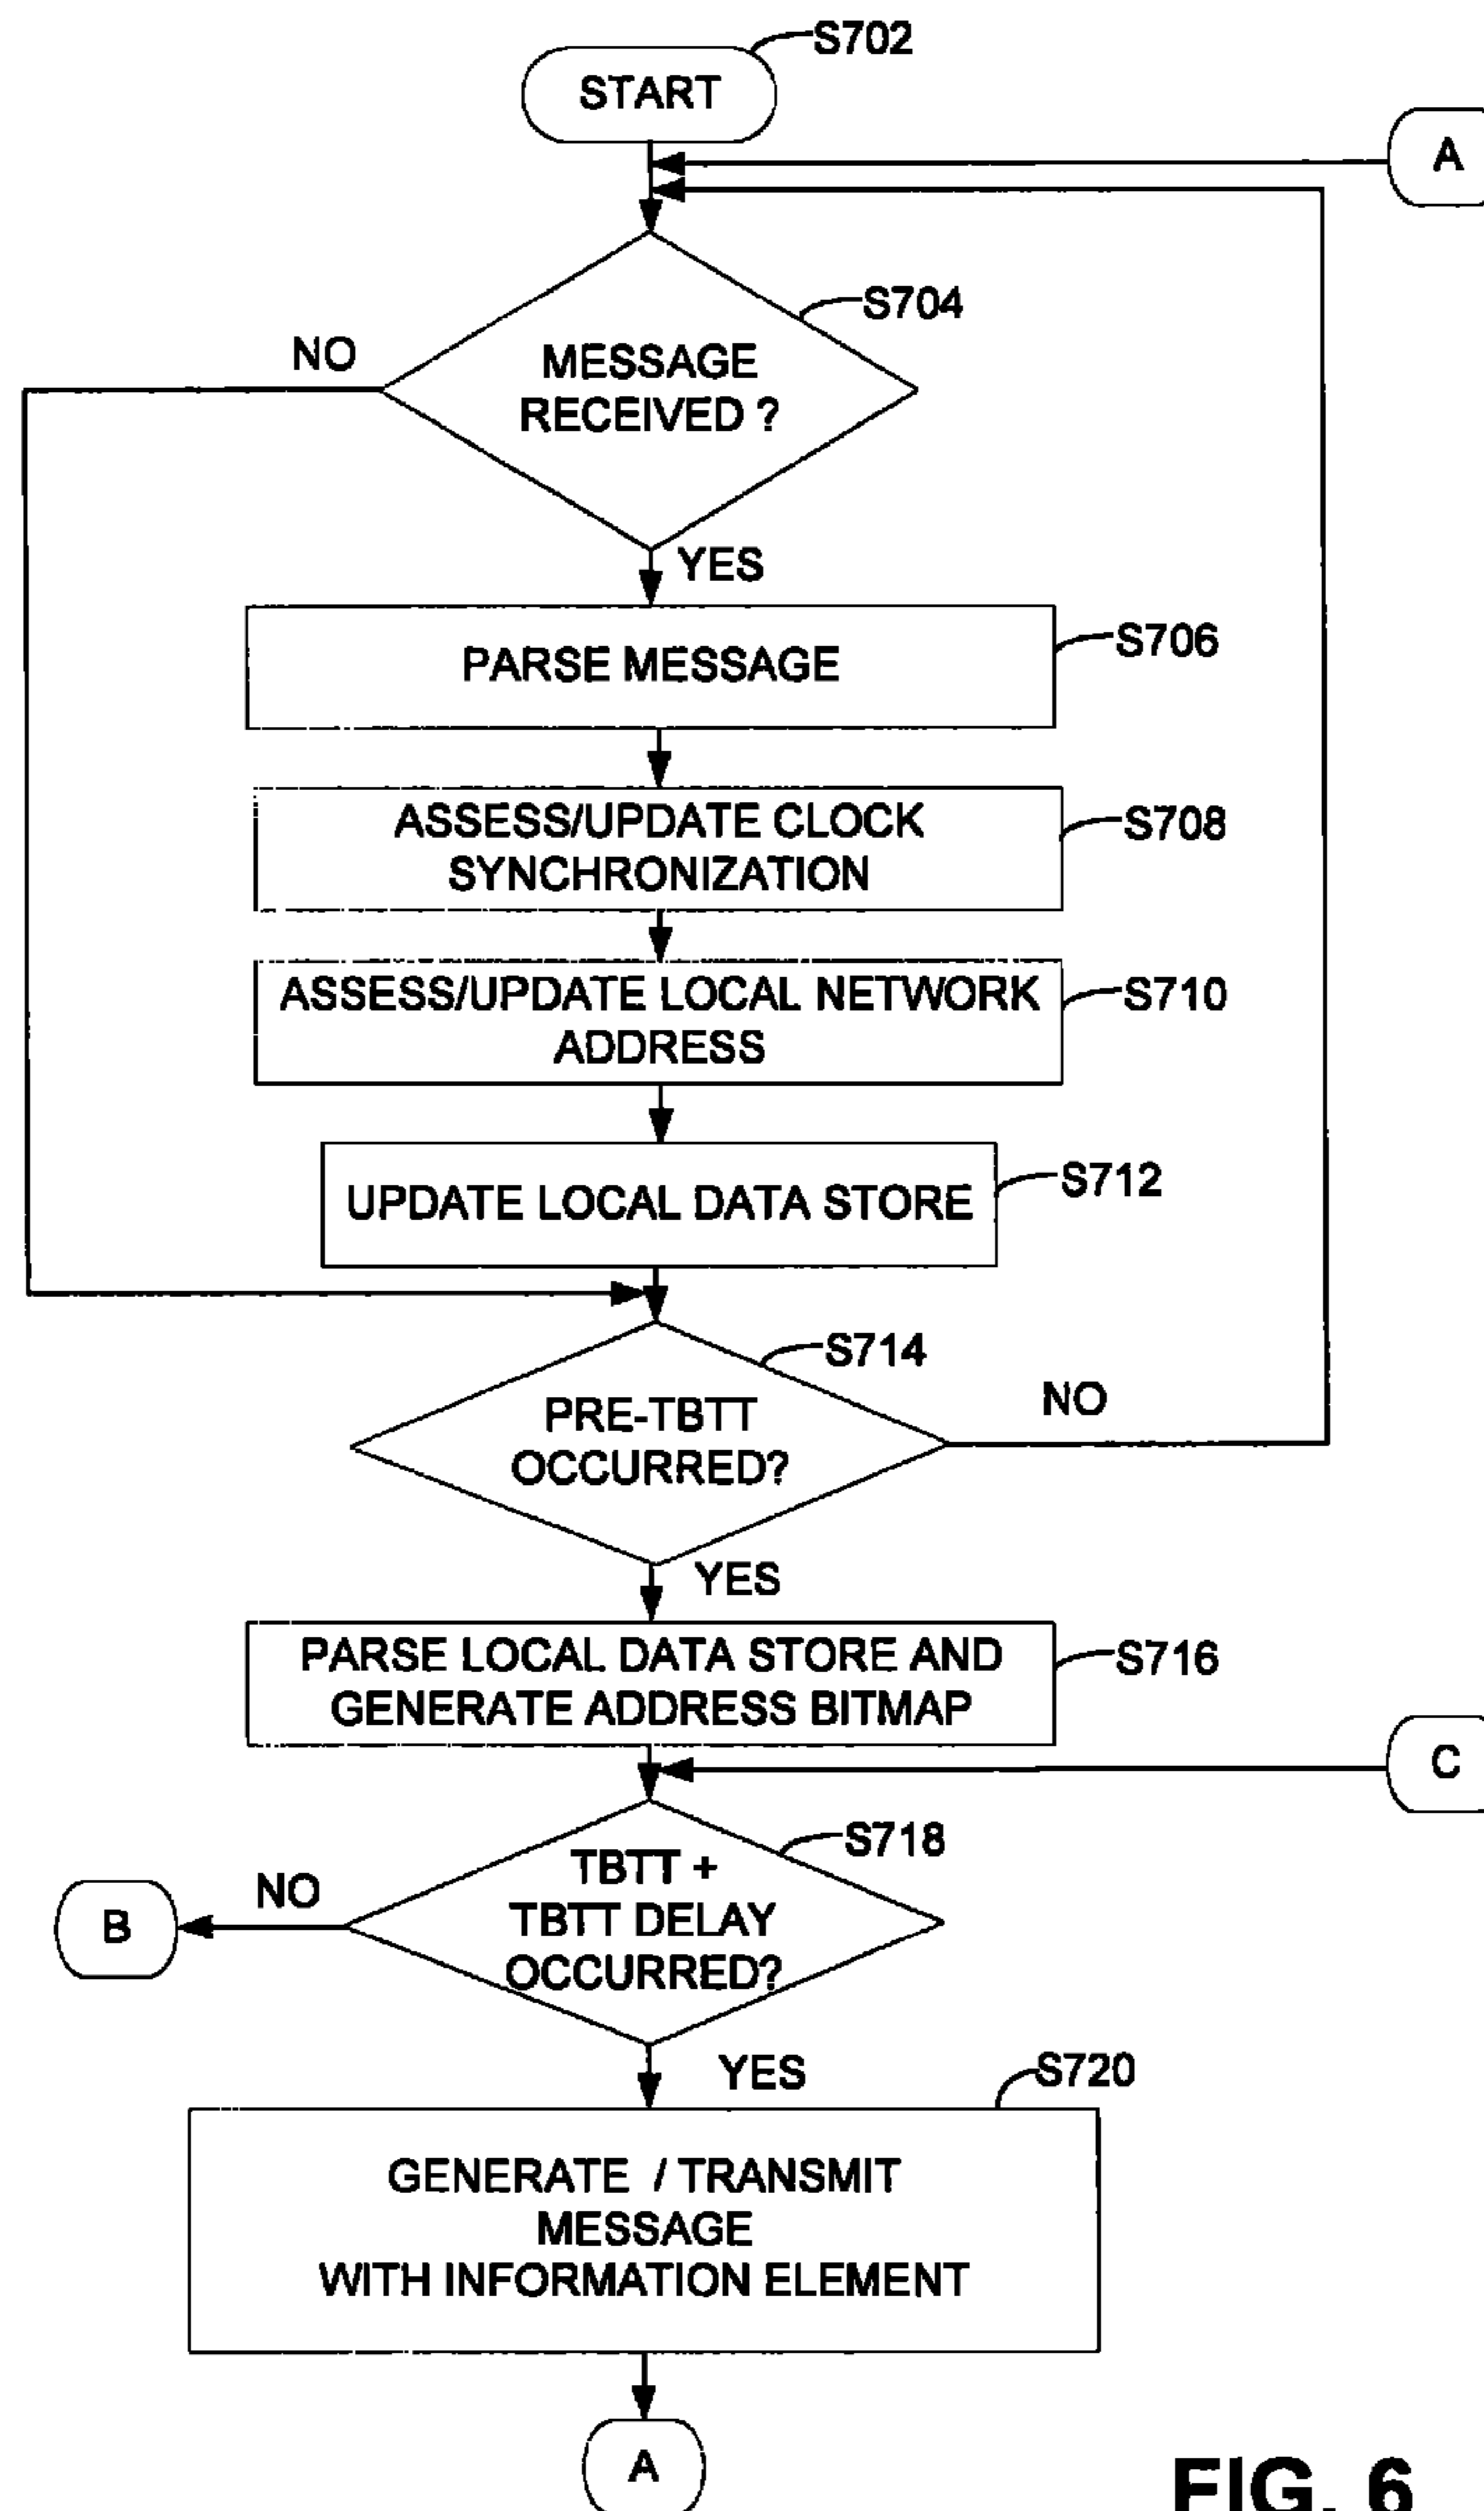 S702
START
A
S704
NO
MESSAGE
RECEIVED ?
YES
PARSE MESSAGE
S706
ASSESS/UPDATE CLOCK
SYNCHRONIZATION
S708
ASSESS/UPDATE LOCAL NETWORK
ADDRESS
S710
UPDATE LOCAL DATA STORE
S712
S714
PRE-TBTT
OCCURRED?
NO
YES
PARSE LOCAL DATA STORE AND
GENERATE ADDRESS BITMAP
S716
C
S718
TBTT +
TBTT DELAY
OCCURRED?
NO
B
YES
S720
GENERATE / TRANSMIT
MESSAGE
WITH INFORMATION ELEMENT
A
FIG. 6